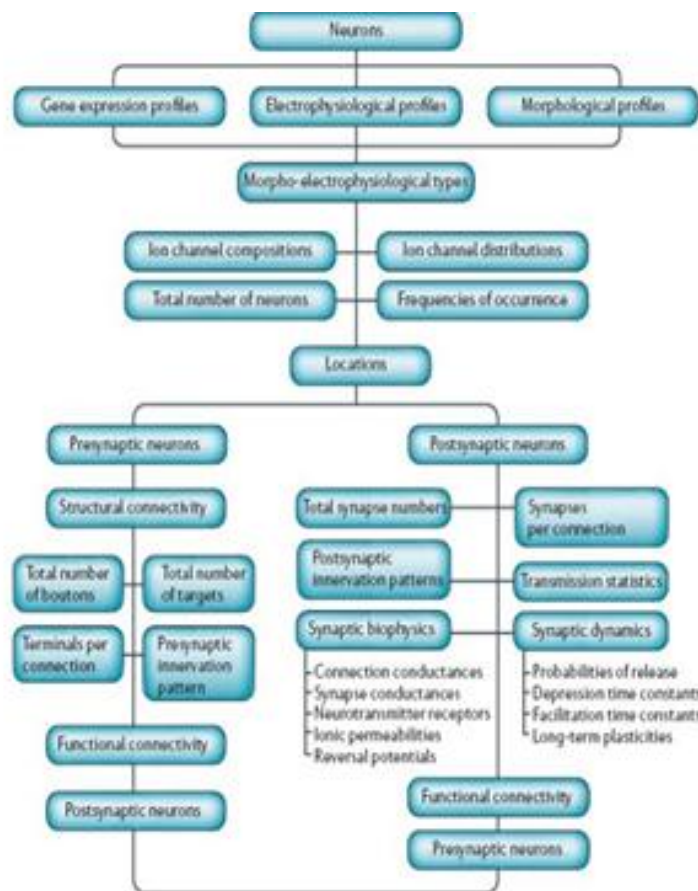 Neurons
Gene expression profiles
Electrophysiological profiles
Morphological profiles
Morpho-electrophysiological types
Ion channel compositions
Ion channel distributions
Total number of neurons
Frequencies of occurrence
Locations
Presynaptic neurons
Structural connectivity
Total number
of boutons
Total number
of targets
Terminals per
connection
Presynaptic
innervation
pattern
Functional connectivity
Postsynaptic neurons
Postsynaptic neurons
Total synapse numbers
Synapses
per connection
Postsynaptic
innervation patterns
Transmission statistics
Synaptic biophysics
Connection conductances
Synapse conductances
Neurotransmitter receptors
Ionic permeabilities
Reversal potentials
Synaptic dynamics
Probabilities of release
Depression time constants
Facilitation time constants
Long-term plasticities
Functional connectivity
Presynaptic neurons